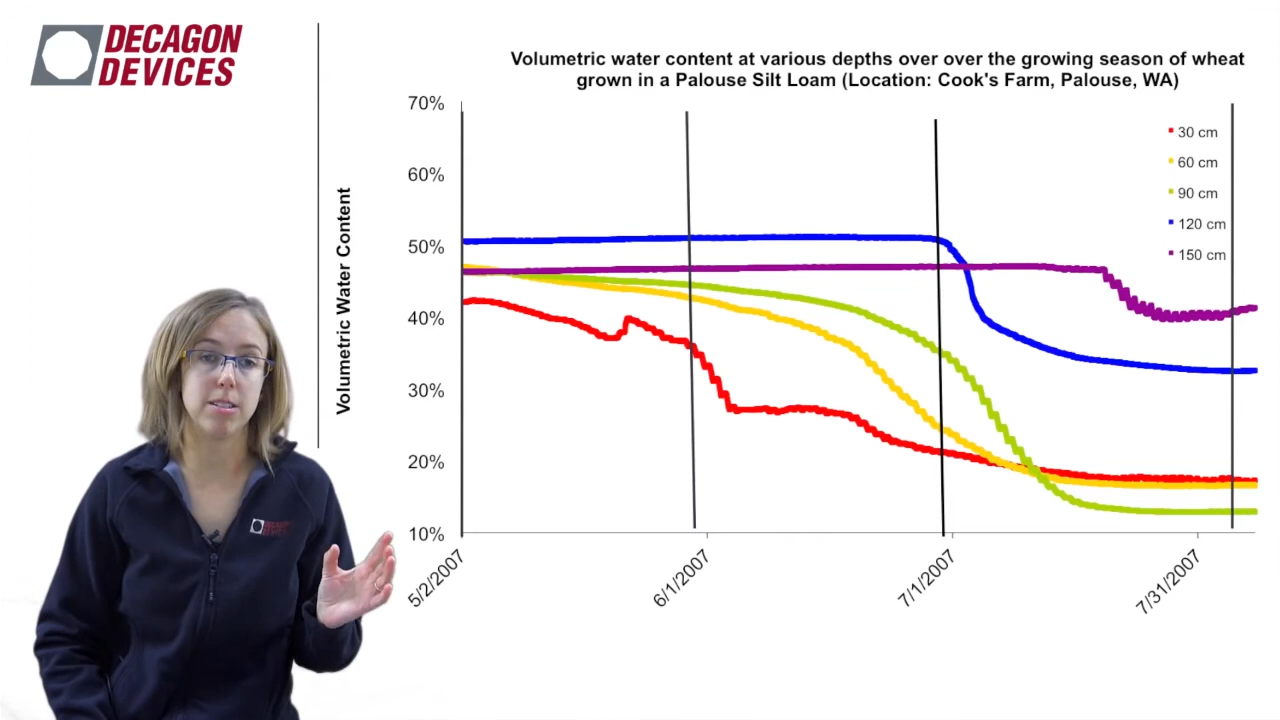 DECAGON
DEVICES
Volumetric water content at various depths over over the growing season of wheat
grown in a Palouse Silt Loam (Location: Cook's Farm, Palouse, WA)
Volumetric Water Content
70%
60%
50%
40%
30%
20%
10%
30 cm
60 cm
90 cm
120 cm
150 cm
5/2/2007
6/1/2007
7/1/2007
7/31/2007
DECAGON
DEVICES